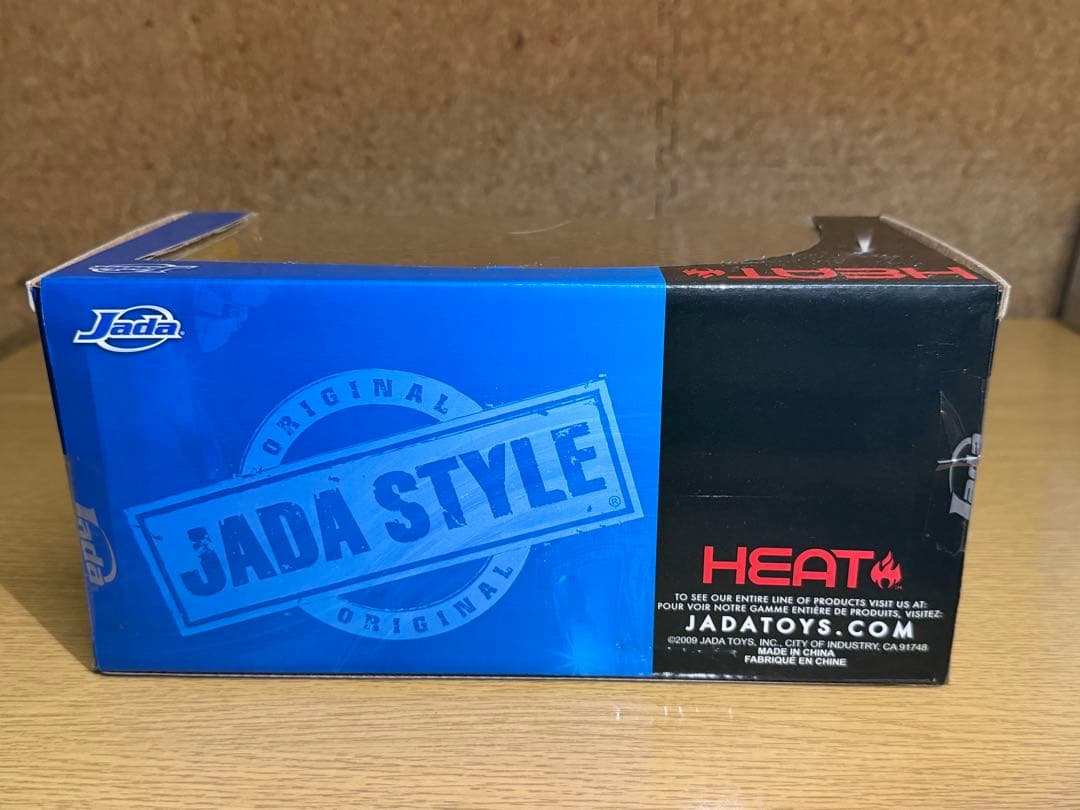 HEAT
Jada
ORIGINAL
JADA STYLE®
ORIGINAL
Jada
Jada
HEAT
TO SEE OUR ENTIRE LINE OF PRODUCTS VISIT US AT:
POUR VOIR NOTRE GAMME ENTIÈRE DE PRODUITS, VISITEZ:
JADATOYS.COM
©2009 JADA TOYS, INC., CITY OF INDUSTRY, CA 91748
MADE IN CHINA
FABRIQUÉ EN CHINE